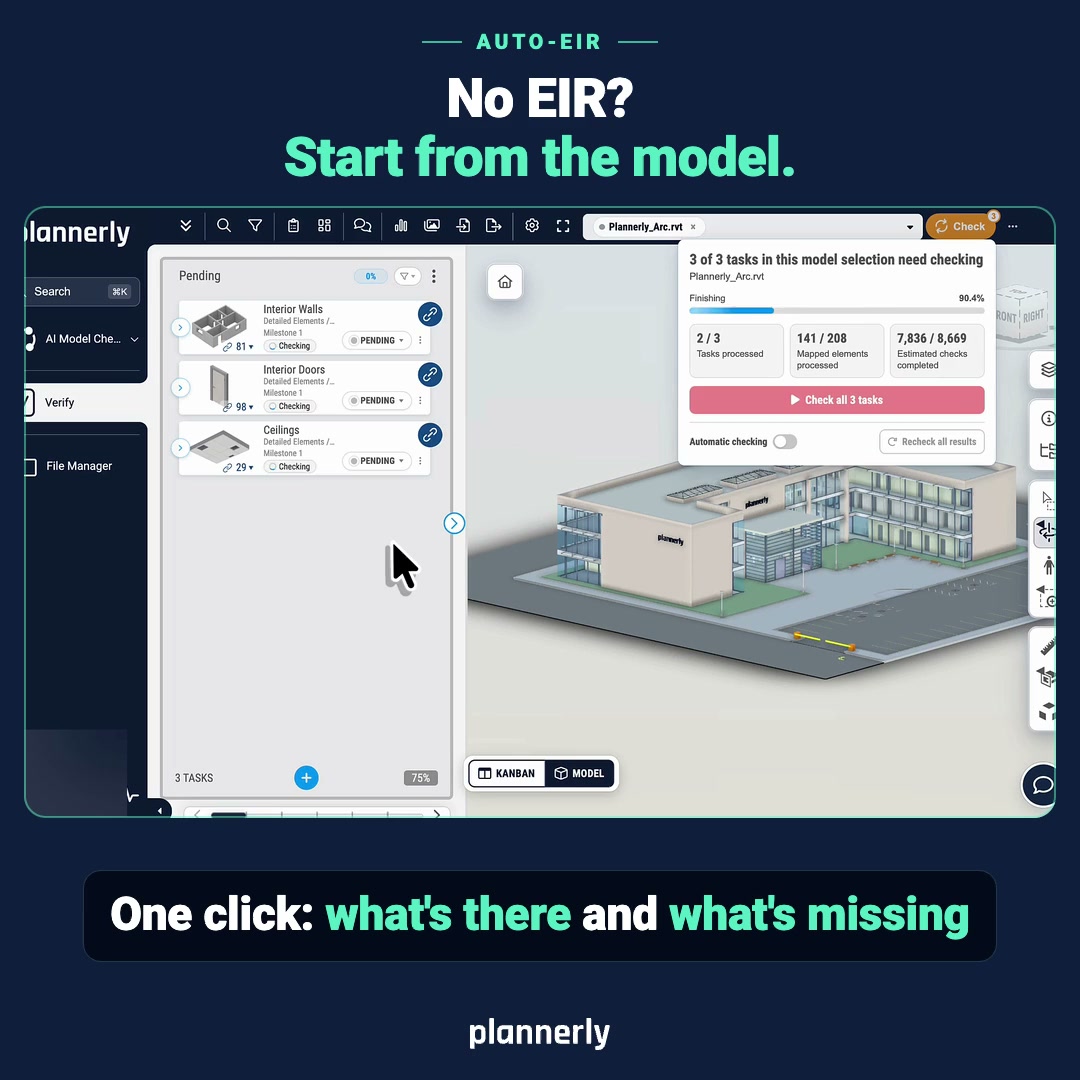 AUTO-EIR
No EIR?
Start from the model.
plannerly
Search
⌘K
AI Model Che...
Verify
File Manager
Plannerly_Arc.rvt ×
Check
3
Pending
0%
Interior Walls
Detailed Elements /...
Milestone 1
81
Checking
PENDING
Interior Doors
Detailed Elements /...
Milestone 1
98
Checking
PENDING
Ceilings
Detailed Elements /...
Milestone 1
29
Checking
PENDING
3 TASKS
75%
3 of 3 tasks in this model selection need checking
Plannerly_Arc.rvt
Finishing
90.4%
2 / 3
Tasks processed
141 / 208
Mapped elements
processed
7,836 / 8,669
Estimated checks
completed
Check all 3 tasks
Automatic checking
Recheck all results
TOP
RONT
RIGHT
plannerly
plannerly
KANBAN
MODEL
One click: what's there and what's missing
plannerly